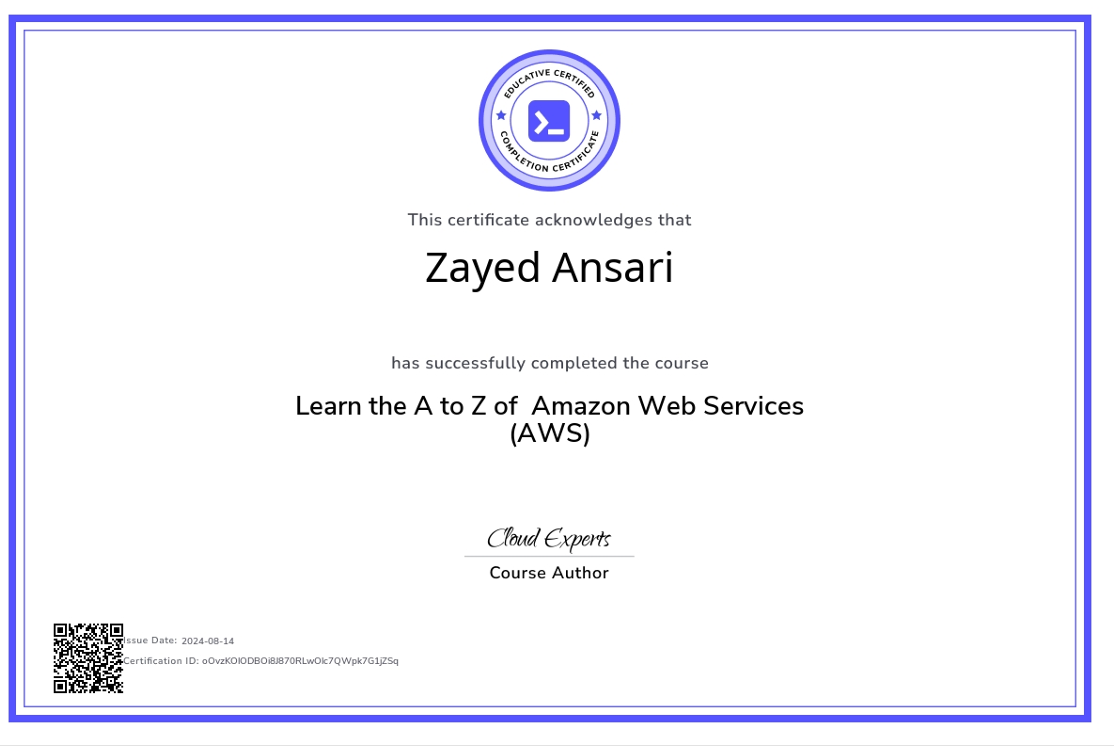 EDUCATIVE CERTIFIED
COMPLETION CERTIFICATE
This certificate acknowledges that
Zayed Ansari
has successfully completed the course
Learn the A to Z of Amazon Web Services
(AWS)
Cloud Experts
Course Author
Issue Date: 2024-08-14
Certification ID: